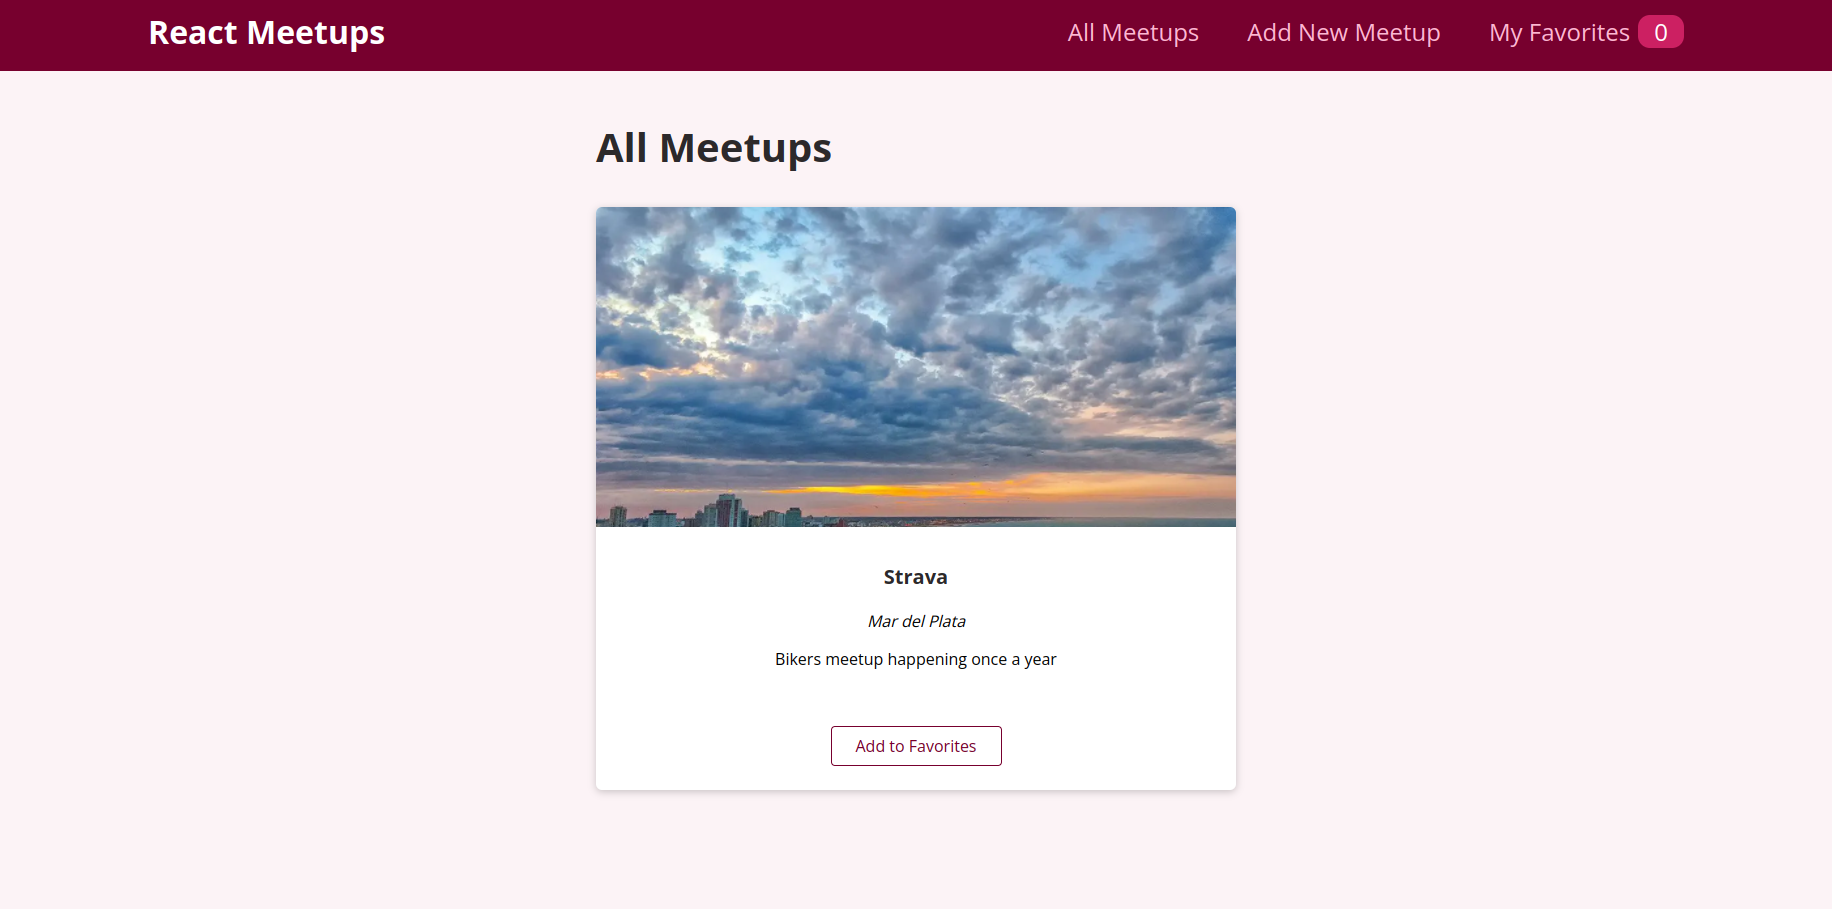 React Meetups
All Meetups
Add New Meetup
My Favorites 0
All Meetups
Strava
Mar del Plata
Bikers meetup happening once a year
Add to Favorites